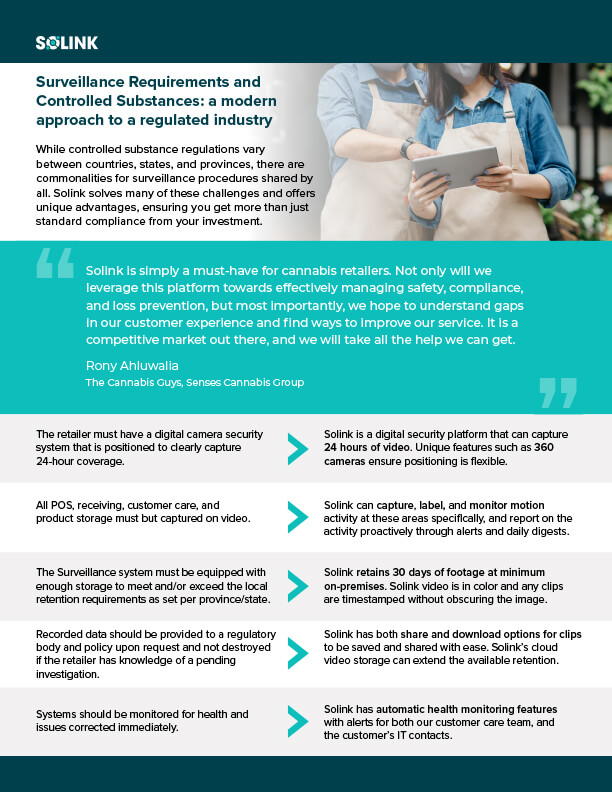 SOLINK
Surveillance Requirements and
Controlled Substances: a modern
approach to a regulated industry
While controlled substance regulations vary
between countries, states, and provinces, there are
commonalities for surveillance procedures shared by
all. Solink solves many of these challenges and offers
unique advantages, ensuring you get more than just
standard compliance from your investment.
“
Solink is simply a must-have for cannabis retailers. Not only will we
leverage this platform towards effectively managing safety, compliance,
and loss prevention, but most importantly, we hope to understand gaps
in our customer experience and find ways to improve our service. It is a
competitive market out there, and we will take all the help we can get.
Rony Ahluwalia
The Cannabis Guys, Senses Cannabis Group
”
The retailer must have a digital camera security
system that is positioned to clearly capture
24-hour coverage.
Solink is a digital security platform that can capture
24 hours of video. Unique features such as 360
cameras ensure positioning is flexible.
All POS, receiving, customer care, and
product storage must but captured on video.
Solink can capture, label, and monitor motion
activity at these areas specifically, and report on the
activity proactively through alerts and daily digests.
The Surveillance system must be equipped with
enough storage to meet and/or exceed the local
retention requirements as set per province/state.
Solink retains 30 days of footage at minimum
on-premises. Solink video is in color and any clips
are timestamped without obscuring the image.
Recorded data should be provided to a regulatory
body and policy upon request and not destroyed
if the retailer has knowledge of a pending
investigation.
Solink has both share and download options for clips
to be saved and shared with ease. Solink’s cloud
video storage can extend the available retention.
Systems should be monitored for health and
issues corrected immediately.
Solink has automatic health monitoring features
with alerts for both our customer care team, and
the customer’s IT contacts.